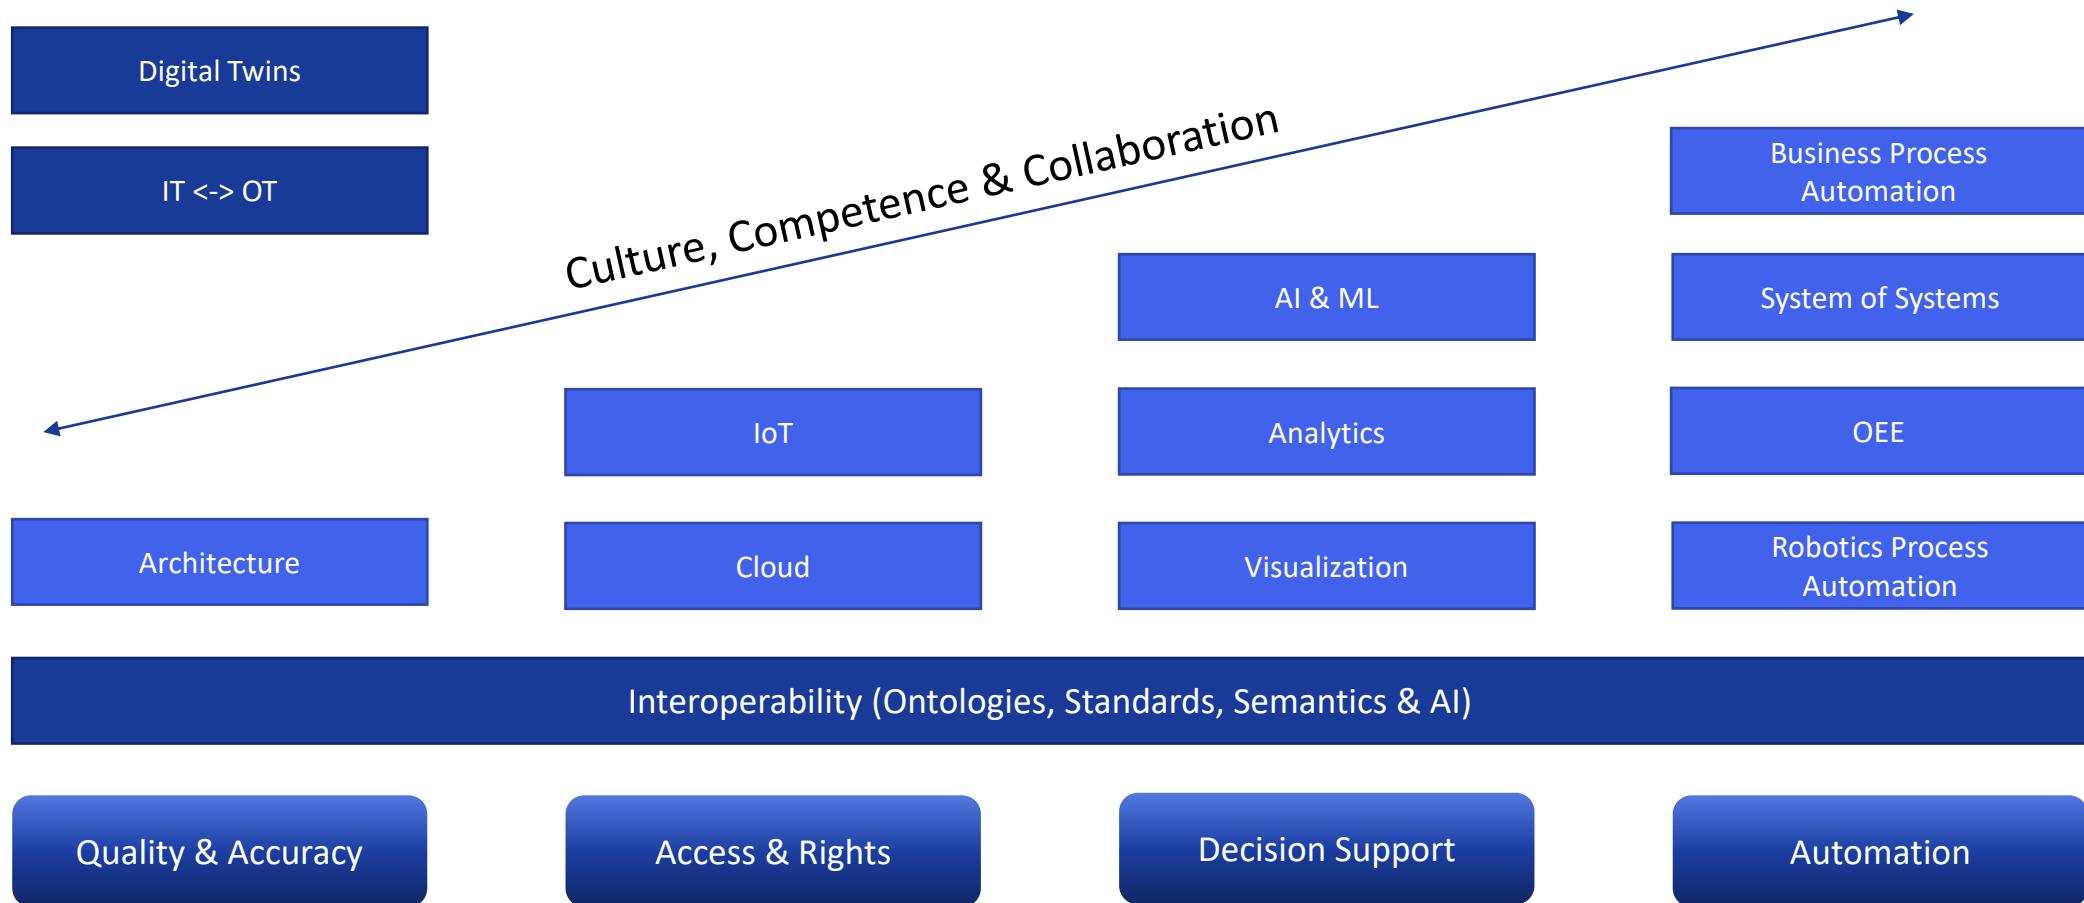 Digital Twins
IT <-> OT
Culture, Competence & Collaboration
Business Process
Automation
AI & ML
System of Systems
IoT
Analytics
OEE
Architecture
Cloud
Visualization
Robotics Process
Automation
Interoperability (Ontologies, Standards, Semantics & AI)
Quality & Accuracy
Access & Rights
Decision Support
Automation